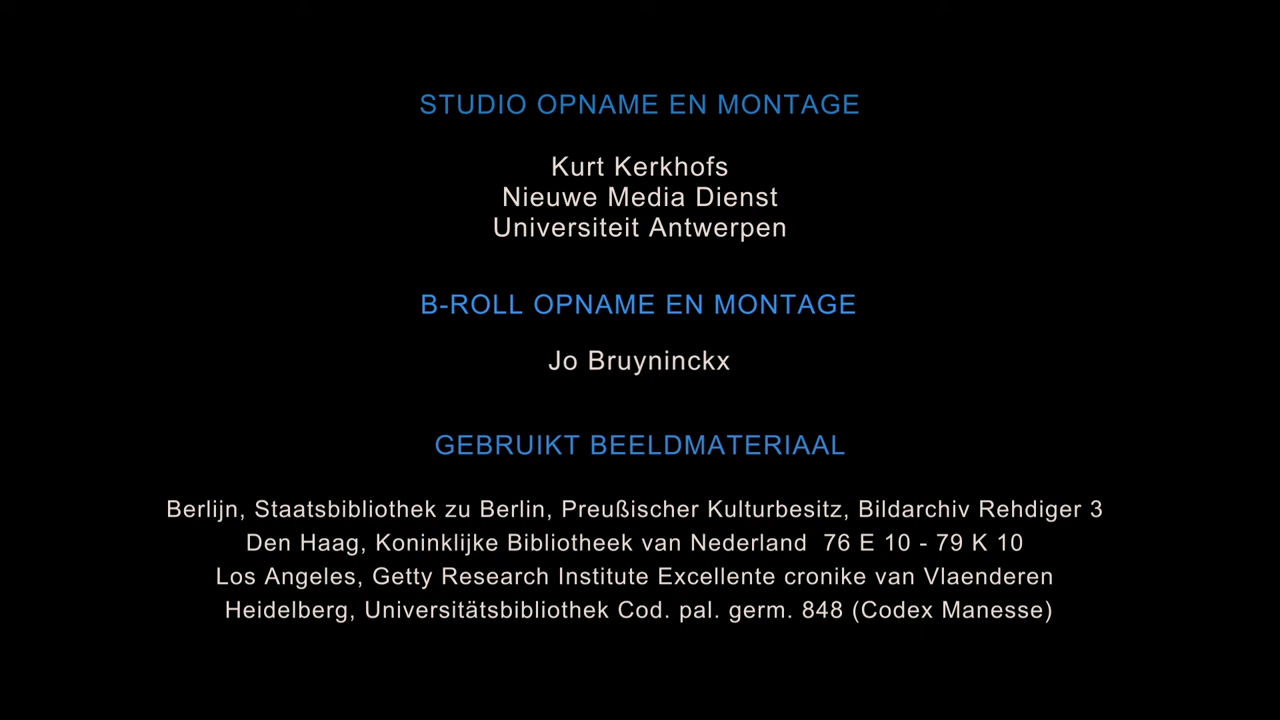 STUDIO OPNAME EN MONTAGE
Kurt Kerkhofs
Nieuwe Media Dienst
Universiteit Antwerpen
B-ROLL OPNAME EN MONTAGE
Jo Bruyninckx
GEBRUIKT BEELDMATERIAAL
Berlijn, Staatsbibliothek zu Berlin, Preußischer Kulturbesitz, Bildarchiv Rehdiger 3
Den Haag, Koninklijke Bibliotheek van Nederland  76 E 10 - 79 K 10
Los Angeles, Getty Research Institute Excellente cronike van Vlaenderen
Heidelberg, Universitätsbibliothek Cod. pal. germ. 848 (Codex Manesse)